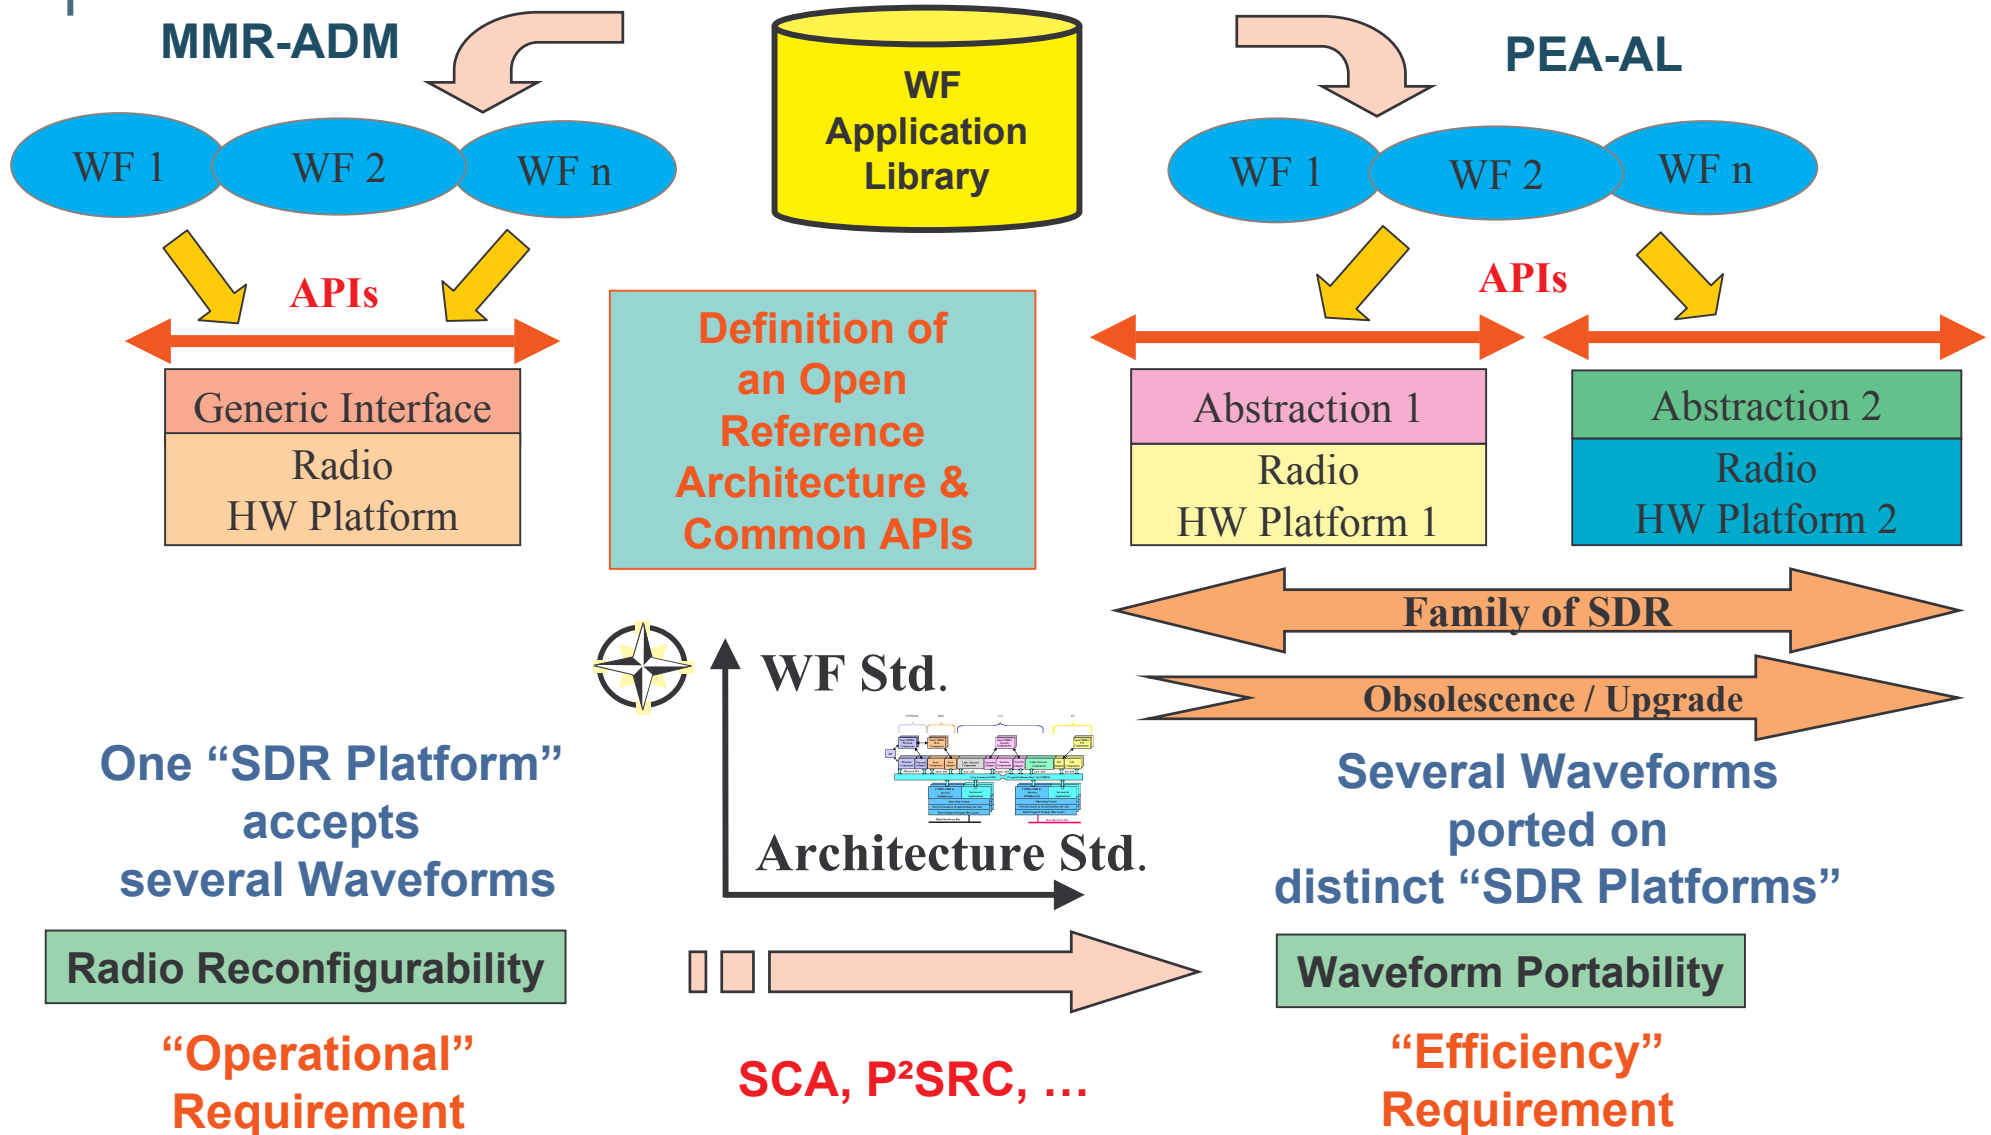 MMR-ADM
WF
Application
Library
PEA-AL
WF 1
WF 2
WF n
WF 1
WF 2
WF n
APIs
APIs
Generic Interface
Radio
HW Platform
Definition of
an Open
Reference
Architecture &
Common APIs
Abstraction 1
Radio
HW Platform 1
Abstraction 2
Radio
HW Platform 2
Family of SDR
Obsolescence / Upgrade
WF Std.
Architecture Std.
One “SDR Platform”
accepts
several Waveforms
Several Waveforms
ported on
distinct “SDR Platforms”
Radio Reconfigurability
Waveform Portability
“Operational”
Requirement
SCA, P²SRC, …
“Efficiency”
Requirement